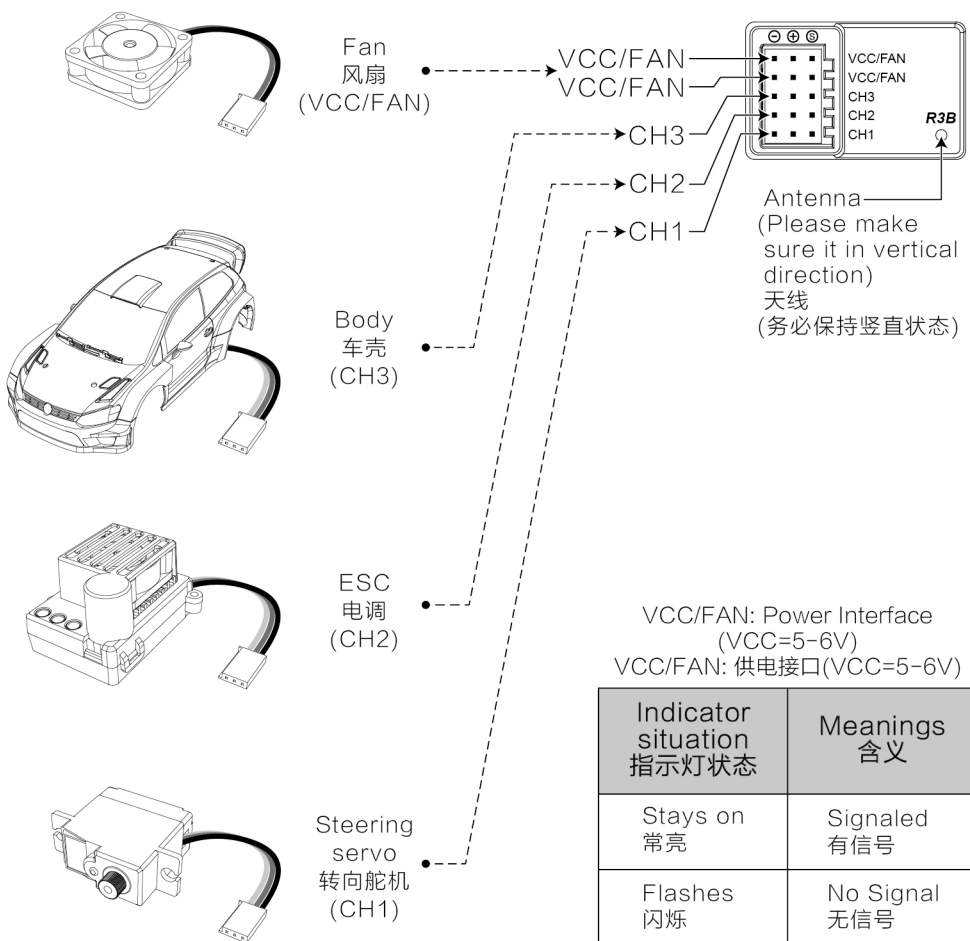 Fan
风扇
(VCC/FAN)
VCC/FAN
VCC/FAN
CH3
CH2
CH1
⊖ ⊕ Ⓢ
VCC/FAN
VCC/FAN
CH3
CH2
CH1
R3B
Antenna
(Please make
sure it in vertical
direction)
天线
(务必保持竖直状态)
Body
车壳
(CH3)
ESC
电调
(CH2)
Steering
servo
转向舵机
(CH1)
VCC/FAN: Power Interface
(VCC=5-6V)
VCC/FAN: 供电接口(VCC=5-6V)
Indicator
situation
指示灯状态
Meanings
含义
Stays on
常亮
Signaled
有信号
Flashes
闪烁
No Signal
无信号